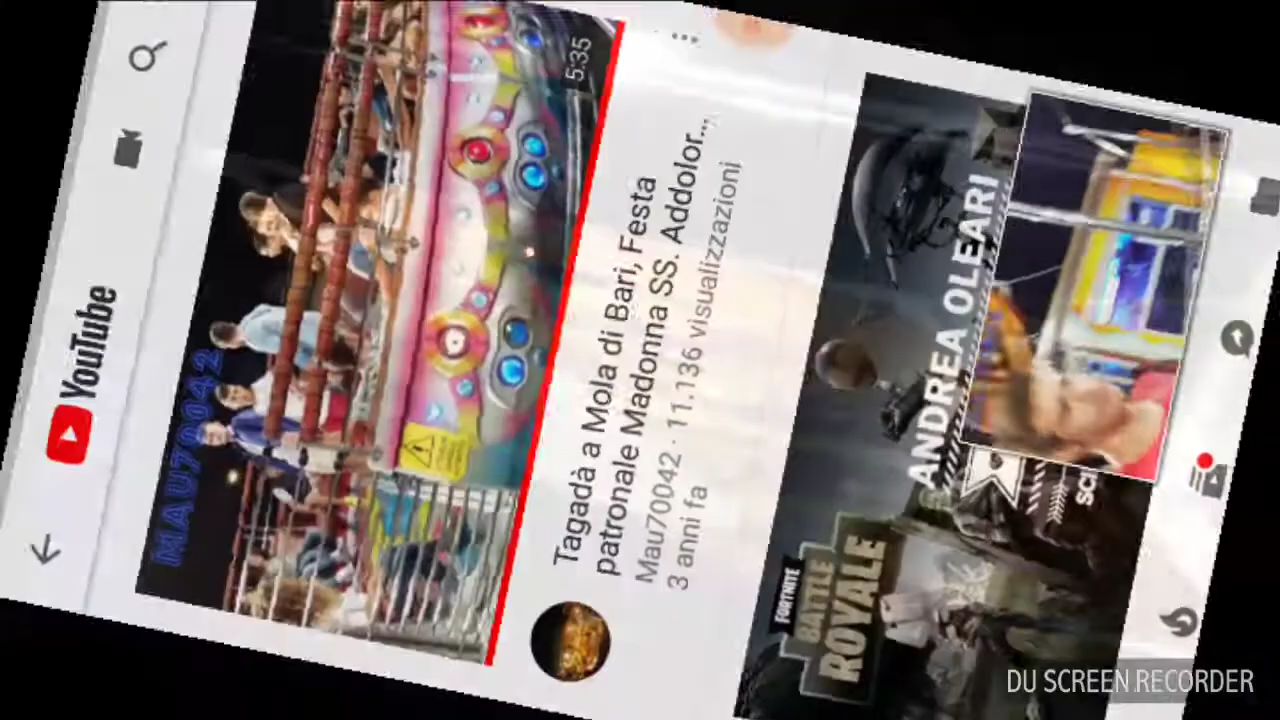 YouTube
MAU70042
5:35
Tagadà a Mola di Bari, Festa
patronale Madonna SS. Addolor...
Mau70042 · 11.136 visualizzazioni
3 anni fa
ANDREA OLEARI
FORTNITE
BATTLE
ROYALE
SC
DU SCREEN RECORDER